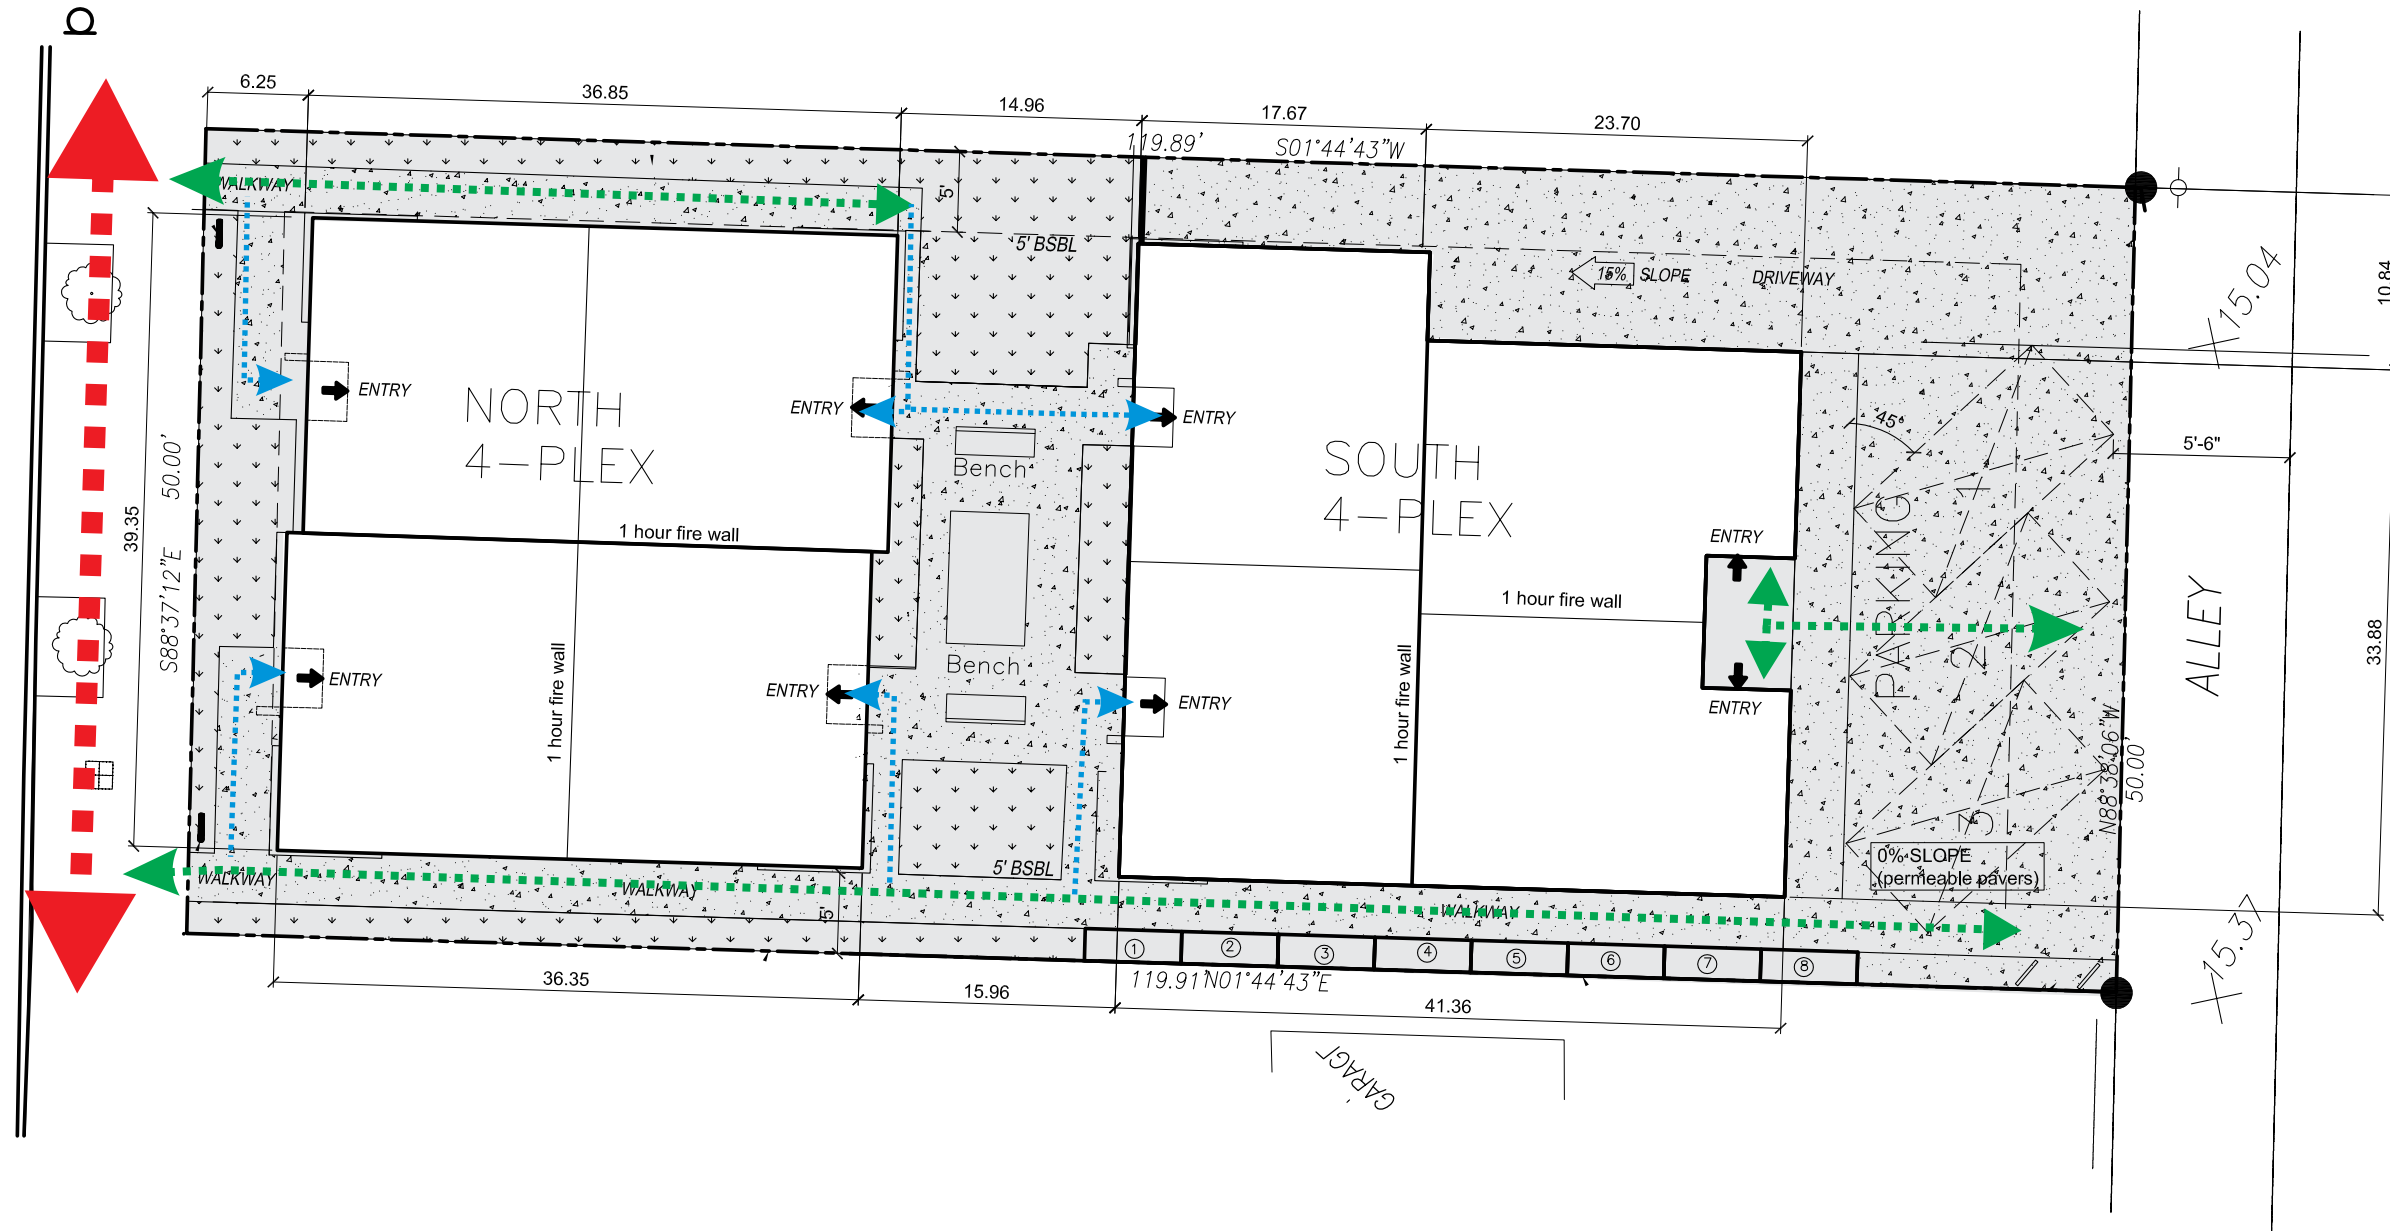 6.25
36.85
14.96
17.67
23.70
119.89'
S01°44'43"W
WALKWAY
5'
5' BSBL
15% SLOPE
DRIVEWAY
X15.04
10.84
ENTRY
NORTH
4-PLEX
ENTRY
ENTRY
Bench
SOUTH
4-PLEX
45°
5'-6"
50.00'
S88°37'12"E
39.35
1 hour fire wall
ENTRY
1 hour fire wall
PARKING
1
2
3
ALLEY
33.88
1 hour fire wall
1 hour fire wall
Bench
ENTRY
ENTRY
ENTRY
ENTRY
N88°38'06"W
50.00'
0% SLOPE
(permeable pavers)
5' BSBL
WALKWAY
WALKWAY
5'
WALKWAY
1
2
3
4
5
6
7
8
X15.37
119.91'N01°44'43"E
36.35
15.96
41.36